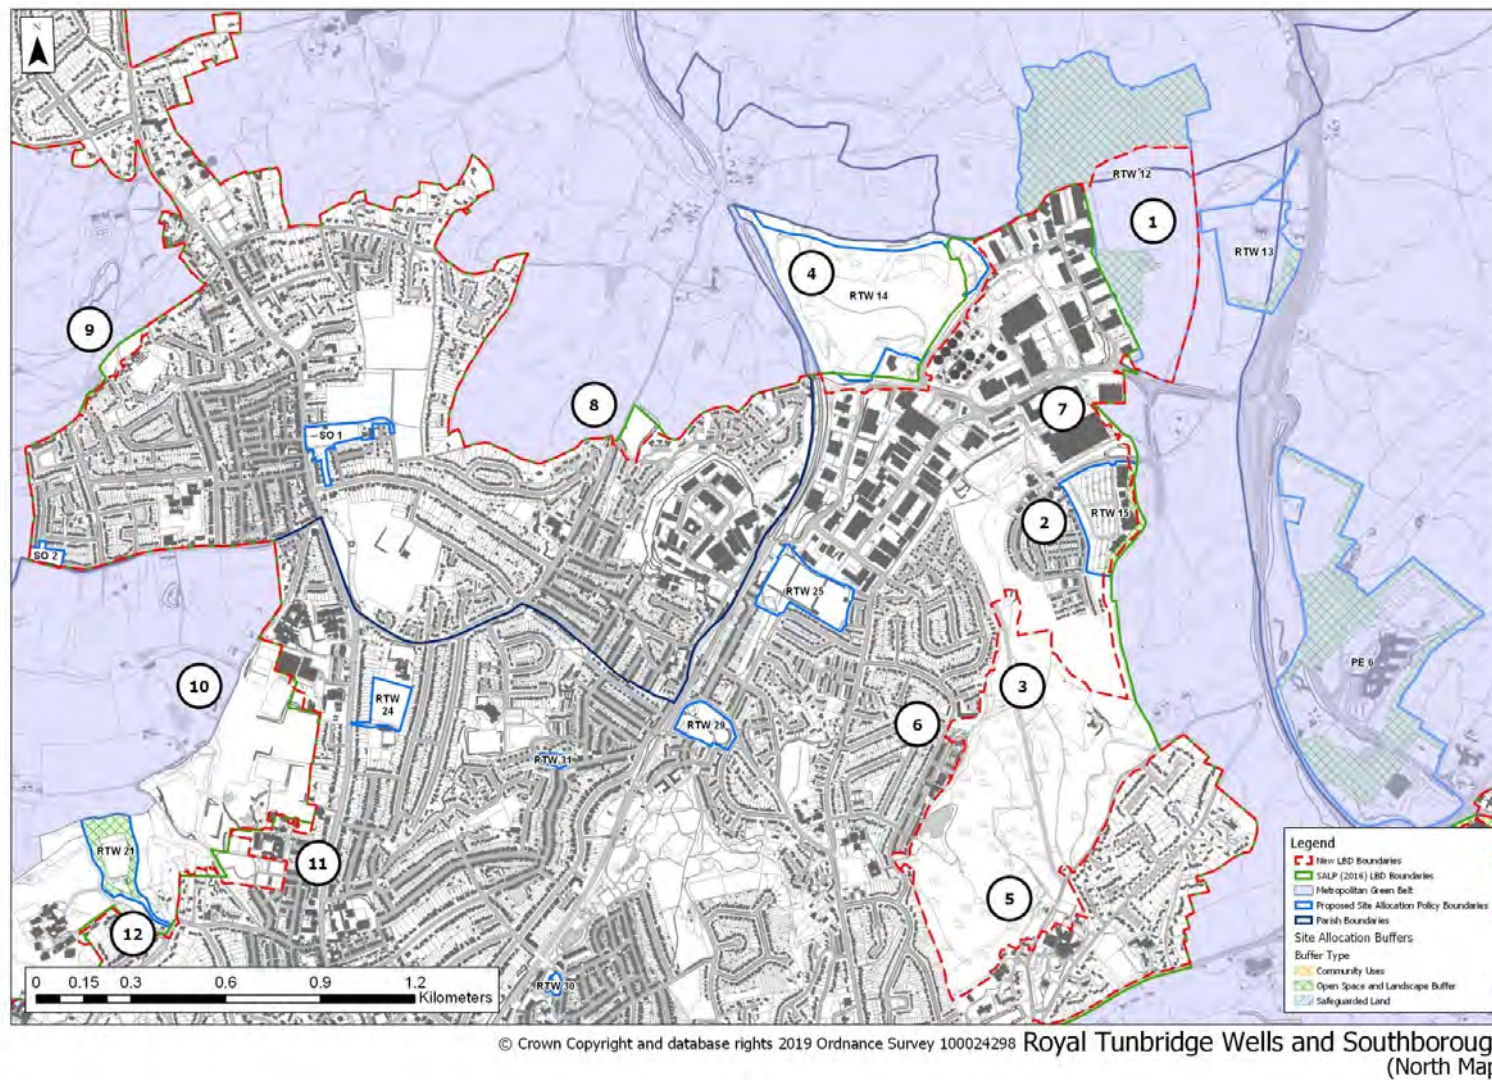 N
RTW 12
1
RTW 13
4
RTW 14
9
8
7
SO 1
2
RTW 15
SO 2
RTW 25
3
PE 6
10
RTW
24
6
RTW 29
RTW 31
RTW 21
11
5
12
RTW 30
0 0.15 0.3 0.6 0.9 1.2
Kilometers
Legend
New LBD Boundaries
SALP (2016) LBD Boundaries
Metropolitan Green Belt
Proposed Site Allocation Policy Boundaries
Parish Boundaries
Site Allocation Buffers
Buffer Type
Community Uses
Open Space and Landscape Buffer
Safeguarded Land
© Crown Copyright and database rights 2019 Ordnance Survey 100024298 Royal Tunbridge Wells and Southboroug
(North Map